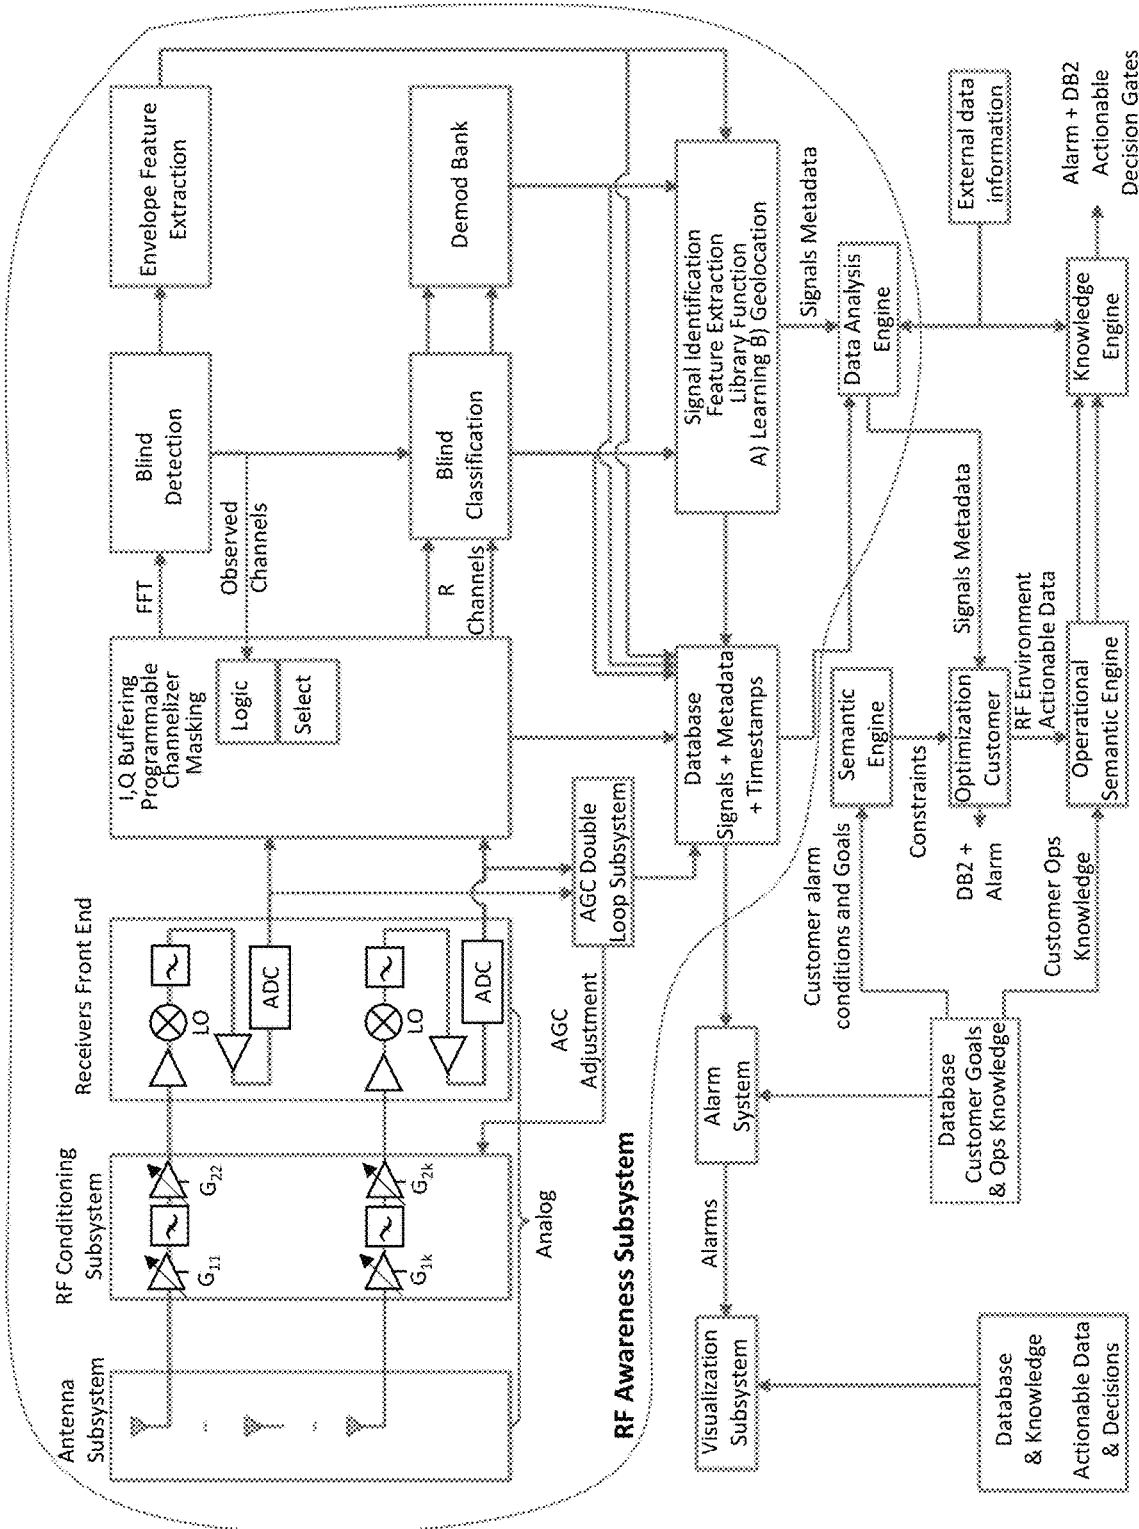 Antenna
Subsystem
RF Conditioning
Subsystem
G11
G22
G1k
G2k
Receivers Front End
LO
ADC
LO
ADC
Analog
I,Q Buffering
Programmable
Channelizer
Masking
Logic
Select
FFT
Blind
Detection
Envelope Feature
Extraction
Observed
Channels
R
Channels
Blind
Classification
Demod Bank
AGC
Adjustment
AGC Double
Loop Subsystem
RF Awareness Subsystem
Database
Signals + Metadata
+ Timestamps
Signal Identification
Feature Extraction
Library Function
A) Learning B) Geolocation
Signals Metadata
Visualization
Subsystem
Alarms
Alarm
System
Customer alarm
conditions and Goals
Semantic
Engine
Data Analysis
Engine
Constraints
Signals Metadata
Database
Customer Goals
& Ops Knowledge
DB2 +
Alarm
Optimization
Customer
External data
information
RF Environment
Actionable Data
Database
& Knowledge
Actionable Data
& Decisions
Customer Ops
Knowledge
Operational
Semantic Engine
Knowledge
Engine
Alarm + DB2
Actionable
Decision Gates